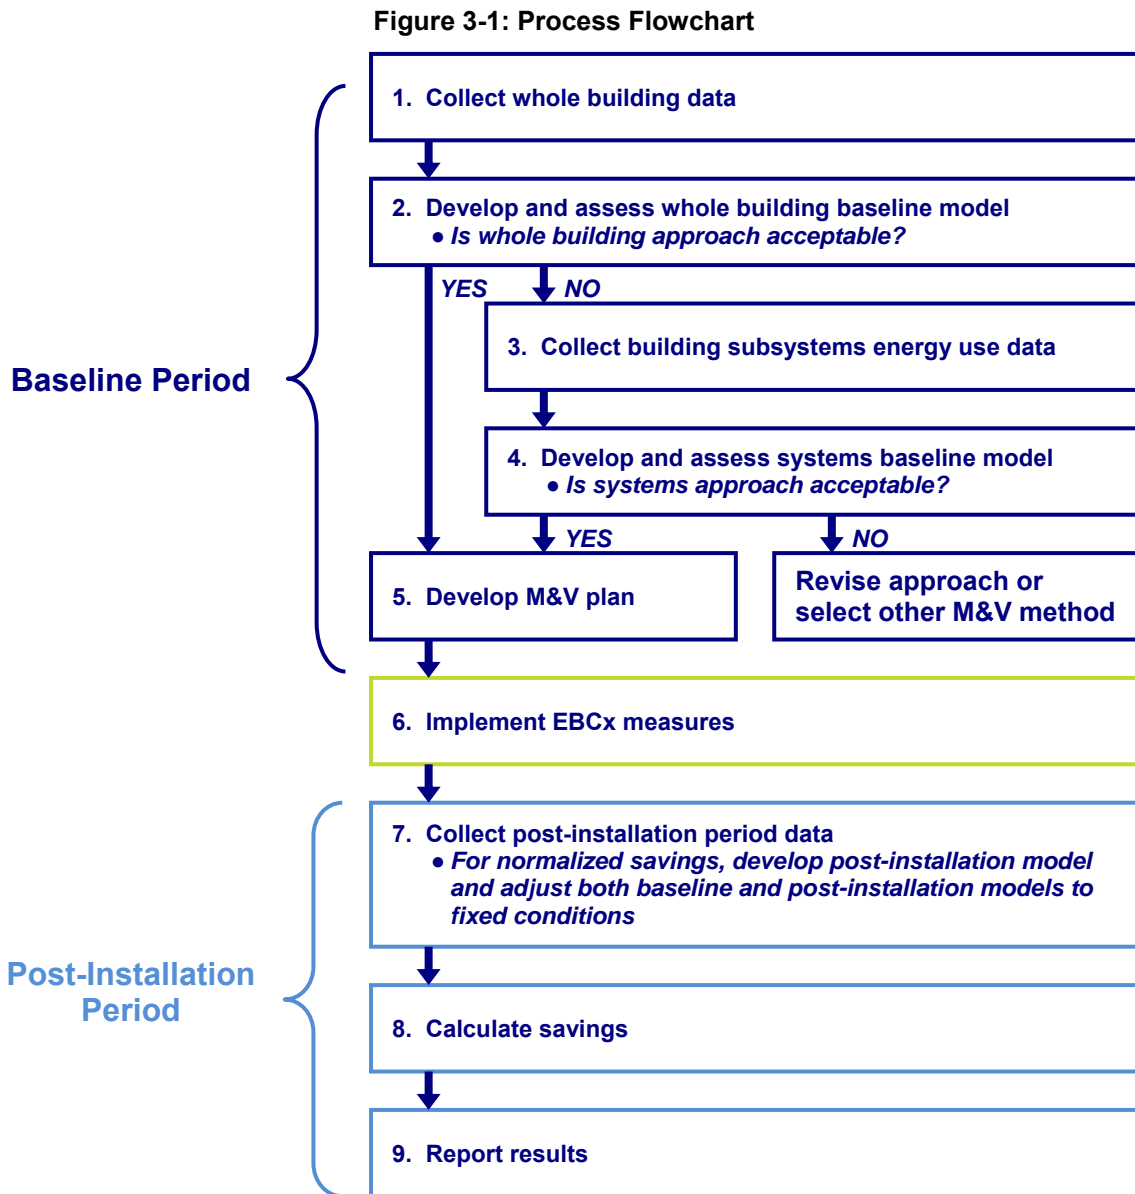 Figure 3-1: Process Flowchart
1. Collect whole building data
2. Develop and assess whole building baseline model
● Is whole building approach acceptable?
YES
NO
3. Collect building subsystems energy use data
Baseline Period
4. Develop and assess systems baseline model
● Is systems approach acceptable?
YES
NO
5. Develop M&V plan
Revise approach or
select other M&V method
6. Implement EBCx measures
7. Collect post-installation period data
● For normalized savings, develop post-installation model
and adjust both baseline and post-installation models to
fixed conditions
Post-Installation
Period
8. Calculate savings
9. Report results